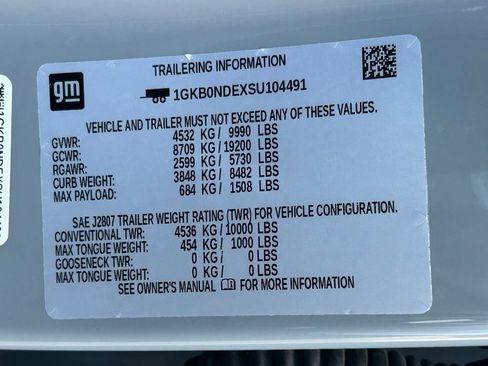 gm
TRAILERING INFORMATION
1GKB0NDEXSU104491
VEHICLE AND TRAILER MUST NOT EXCEED ANY OF THESE VALUES
GVWR: 4532 KG/ 9990 LBS
GCWR: 8709 KG/19200 LBS
RGAWR: 2599 KG/ 5730 LBS
CURB WEIGHT: 3848 KG/ 8482 LBS
MAX PAYLOAD: 684 KG/ 1508 LBS
SAE J2807 TRAILER WEIGHT RATING (TWR) FOR VEHICLE CONFIGURATION.
CONVENTIONAL TWR: 4536 KG/10000 LBS
MAX TONGUE WEIGHT: 454 KG/ 1000 LBS
GOOSENECK TWR: 0 KG/ 0 LBS
MAX TONGUE WEIGHT: 0 KG/ 0 LBS
SEE OWNER'S MANUAL FOR MORE INFORMATION